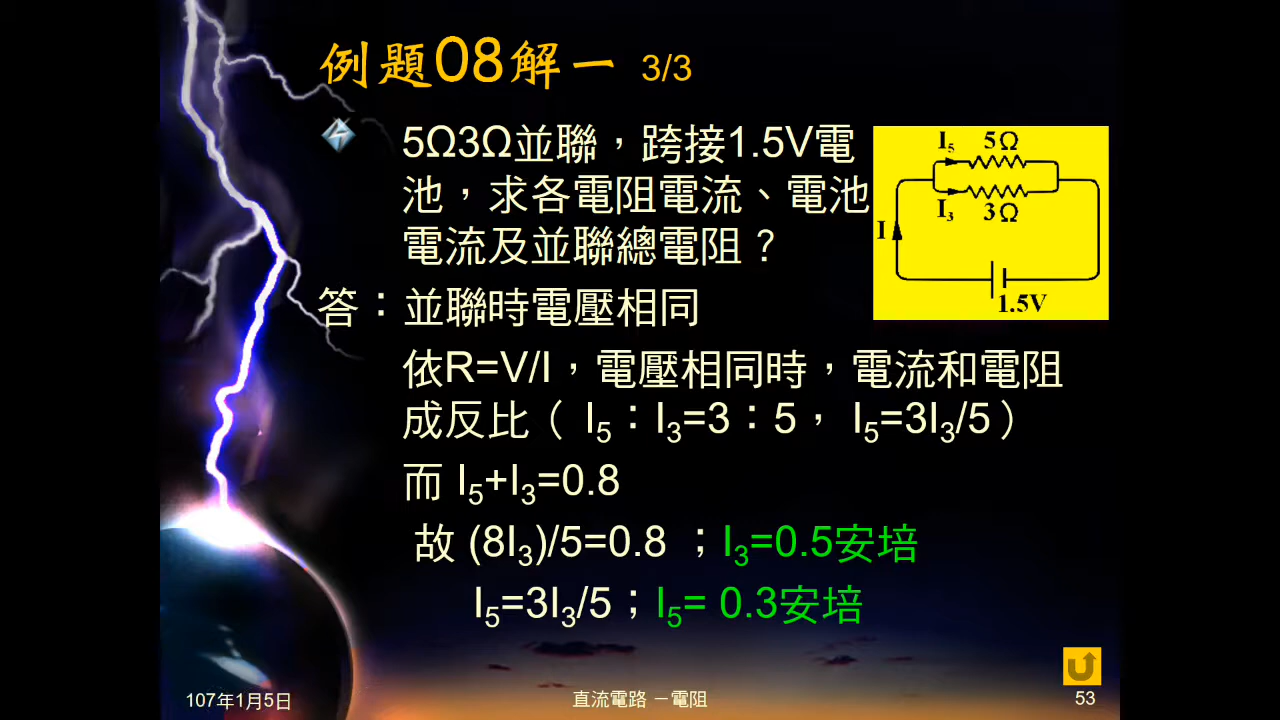 例題08解一 3/3
5Ω3Ω並聯，跨接1.5V電
池，求各電阻電流、電池
電流及並聯總電阻？
I₅ 5Ω
I₃ 3Ω
I
1.5V
答：並聯時電壓相同
依R=V/I，電壓相同時，電流和電阻
成反比（ I₅：I₃=3：5， I₅=3I₃/5）
而 I₅+I₃=0.8
故 (8I₃)/5=0.8 ；I₃=0.5安培
I₅=3I₃/5；I₅= 0.3安培
107年1月5日
直流電路 －電阻
53